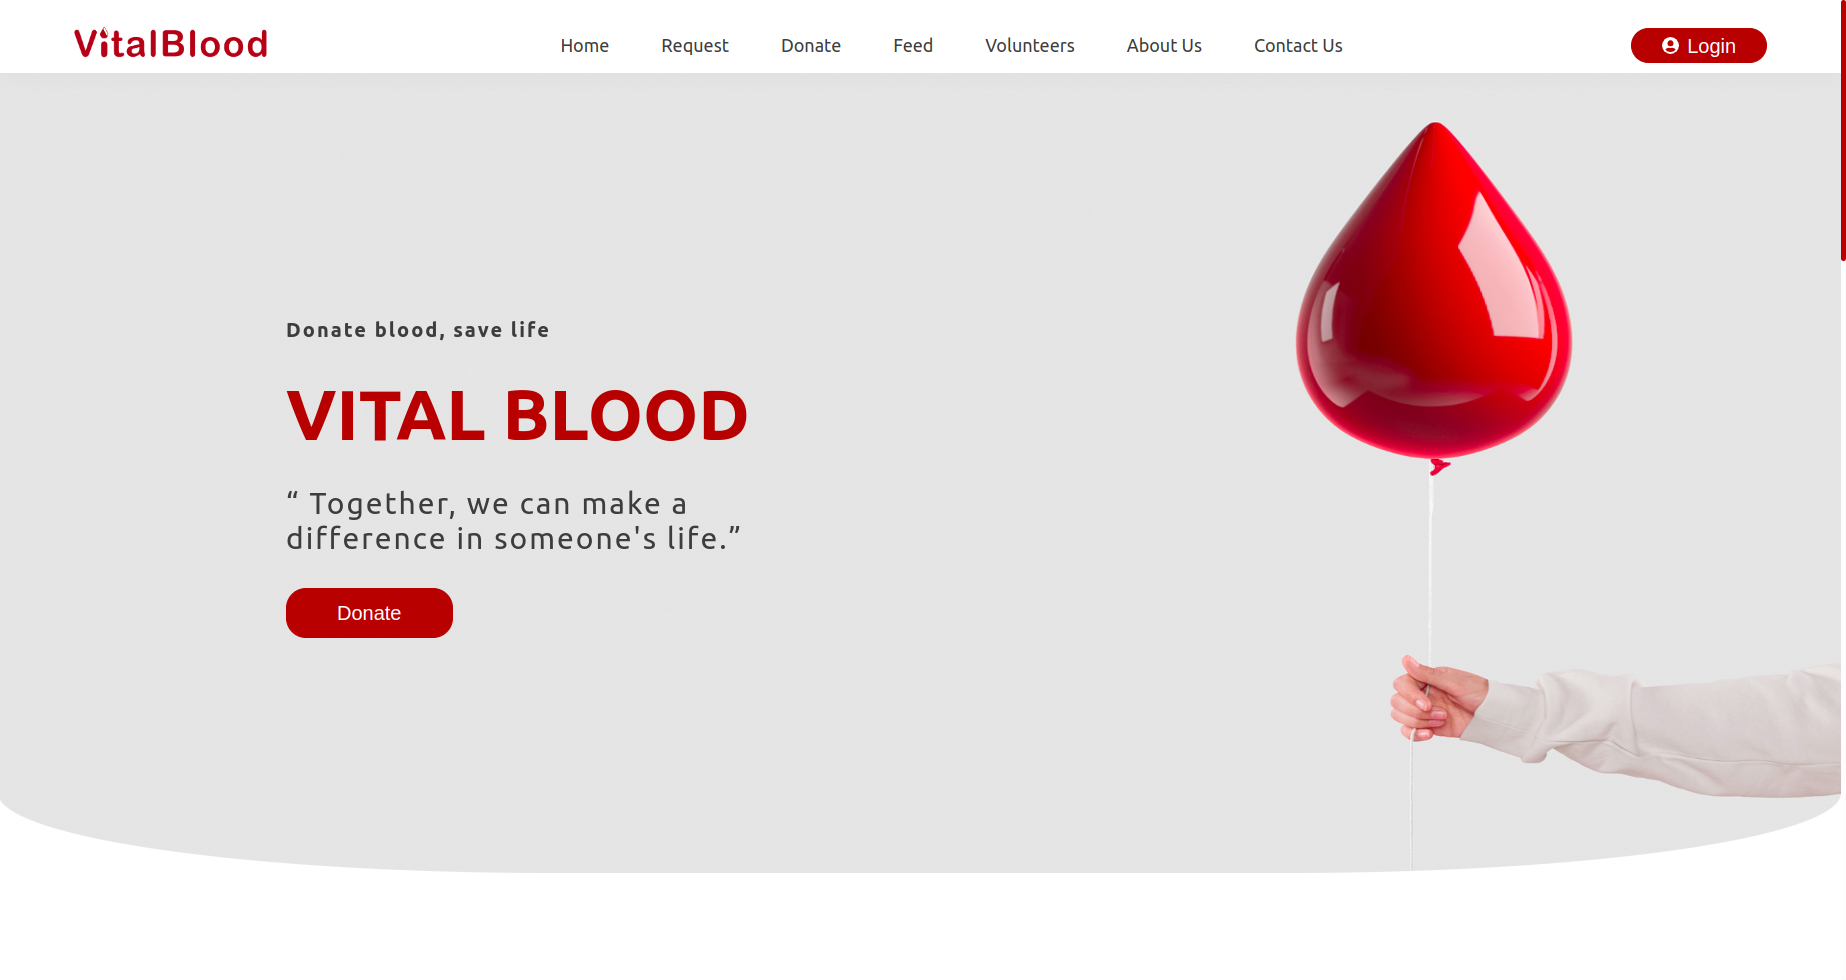 VitalBlood
Home Request Donate Feed Volunteers About Us Contact Us
Login
Donate blood, save life
VITAL BLOOD
“ Together, we can make a
difference in someone's life.”
Donate